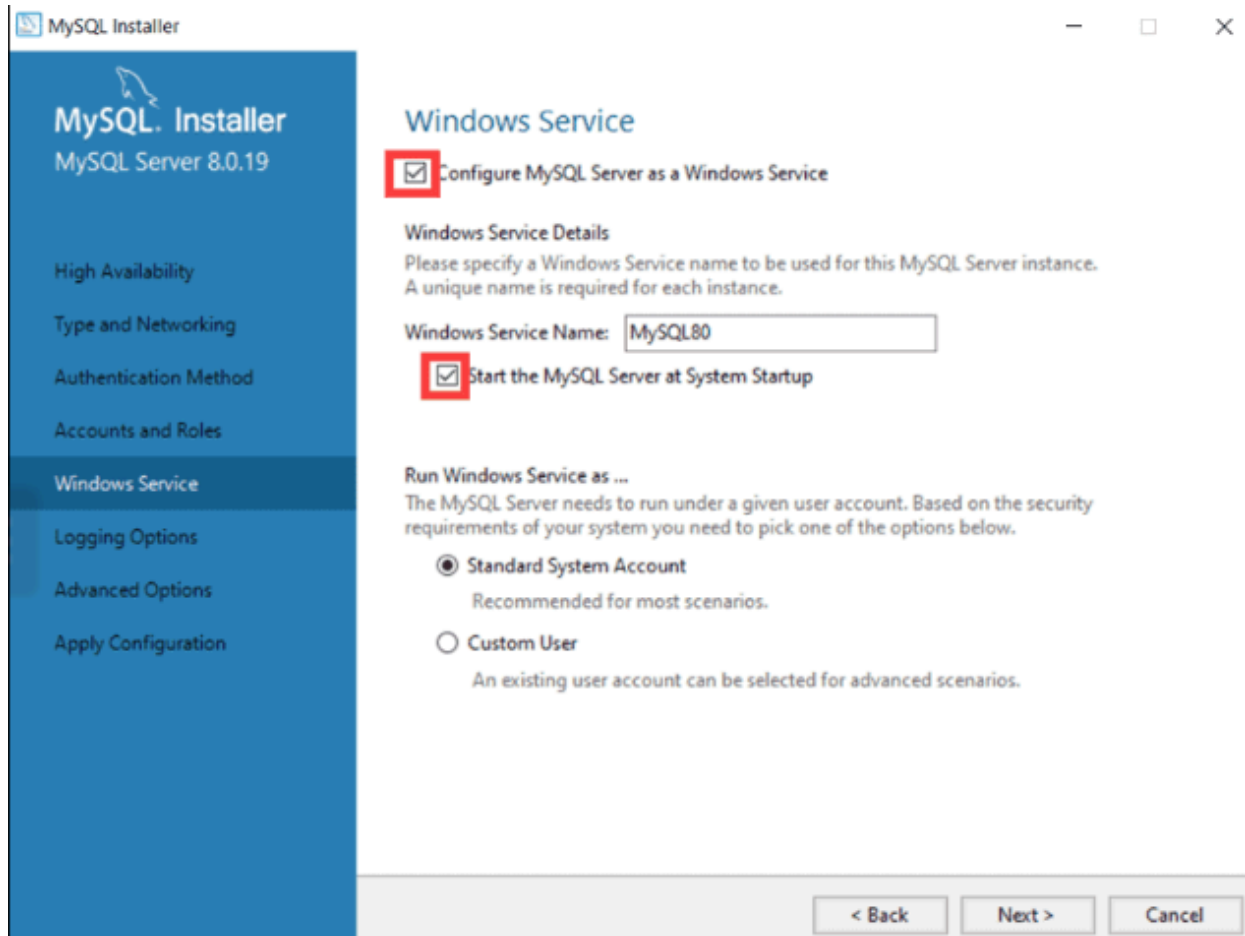 MySQL Installer
MySQL. Installer
MySQL Server 8.0.19
High Availability
Type and Networking
Authentication Method
Accounts and Roles
Windows Service
Logging Options
Advanced Options
Apply Configuration
Windows Service
Configure MySQL Server as a Windows Service
Windows Service Details
Please specify a Windows Service name to be used for this MySQL Server instance.
A unique name is required for each instance.
Windows Service Name: MySQL80
Start the MySQL Server at System Startup
Run Windows Service as ...
The MySQL Server needs to run under a given user account. Based on the security
requirements of your system you need to pick one of the options below.
Standard System Account
Recommended for most scenarios.
Custom User
An existing user account can be selected for advanced scenarios.
< Back Next > Cancel